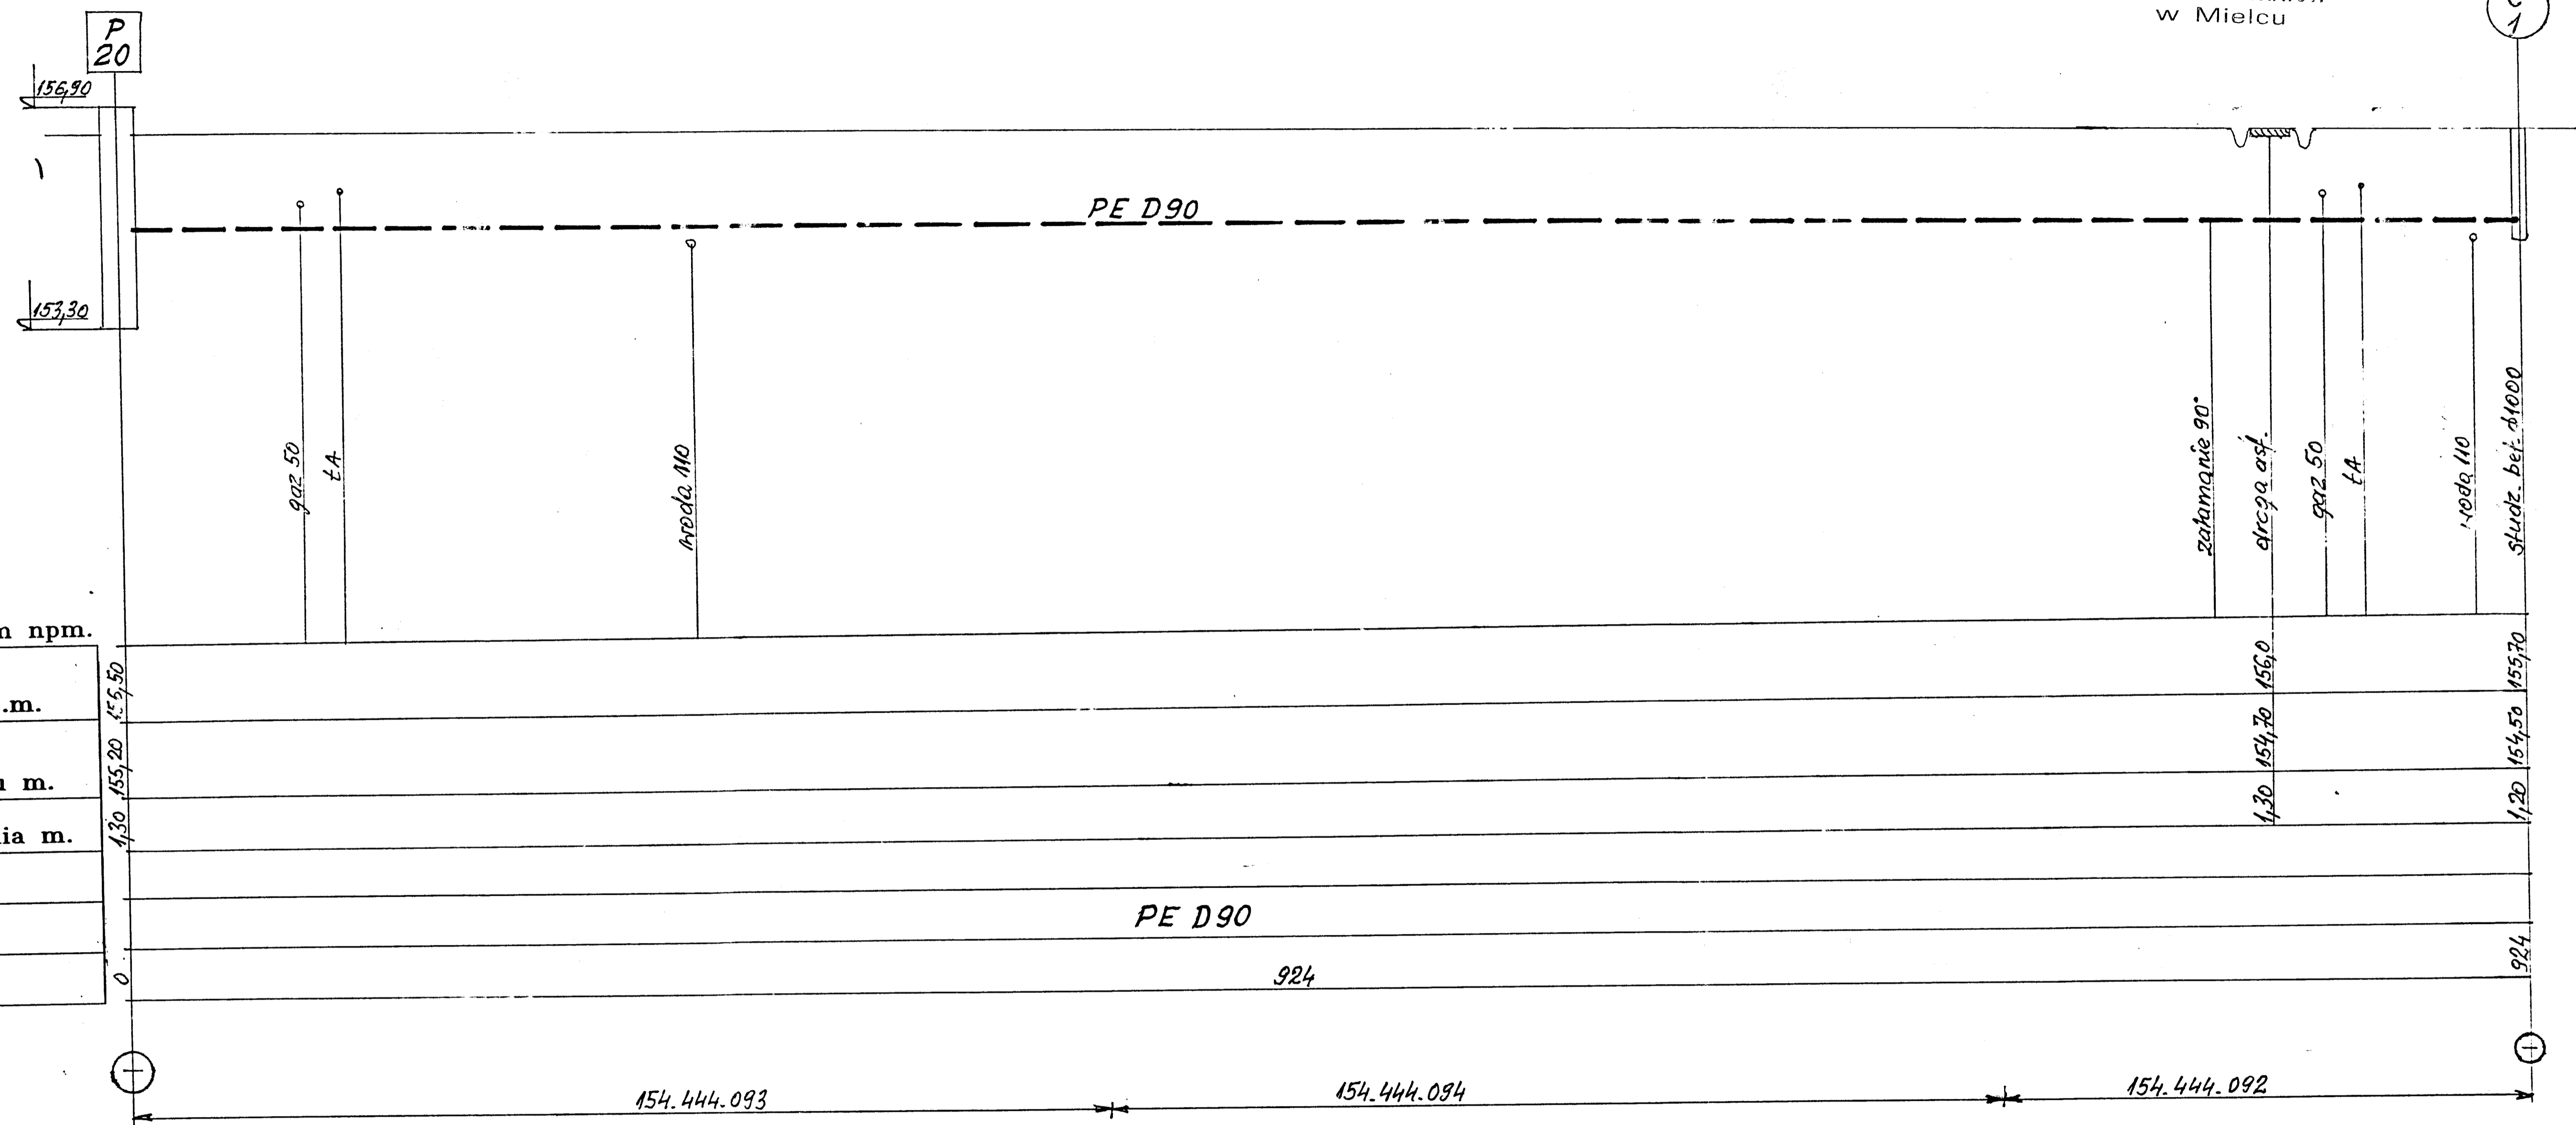 w Mielcu
P
20
1
156,90
153,30
PE D90
gaz 50
tA
woda 110
załamanie 90°
droga asf.
gaz 50
tA
woda 110
studz. bet. ϕ1000
m npm.
.m.
m.
nia m.
155,50
156,0
155,70
155,20
154,70
154,50
1,30
1,30
1,20
PE D90
0
924
924
154.444.093
154.444.094
154.444.092